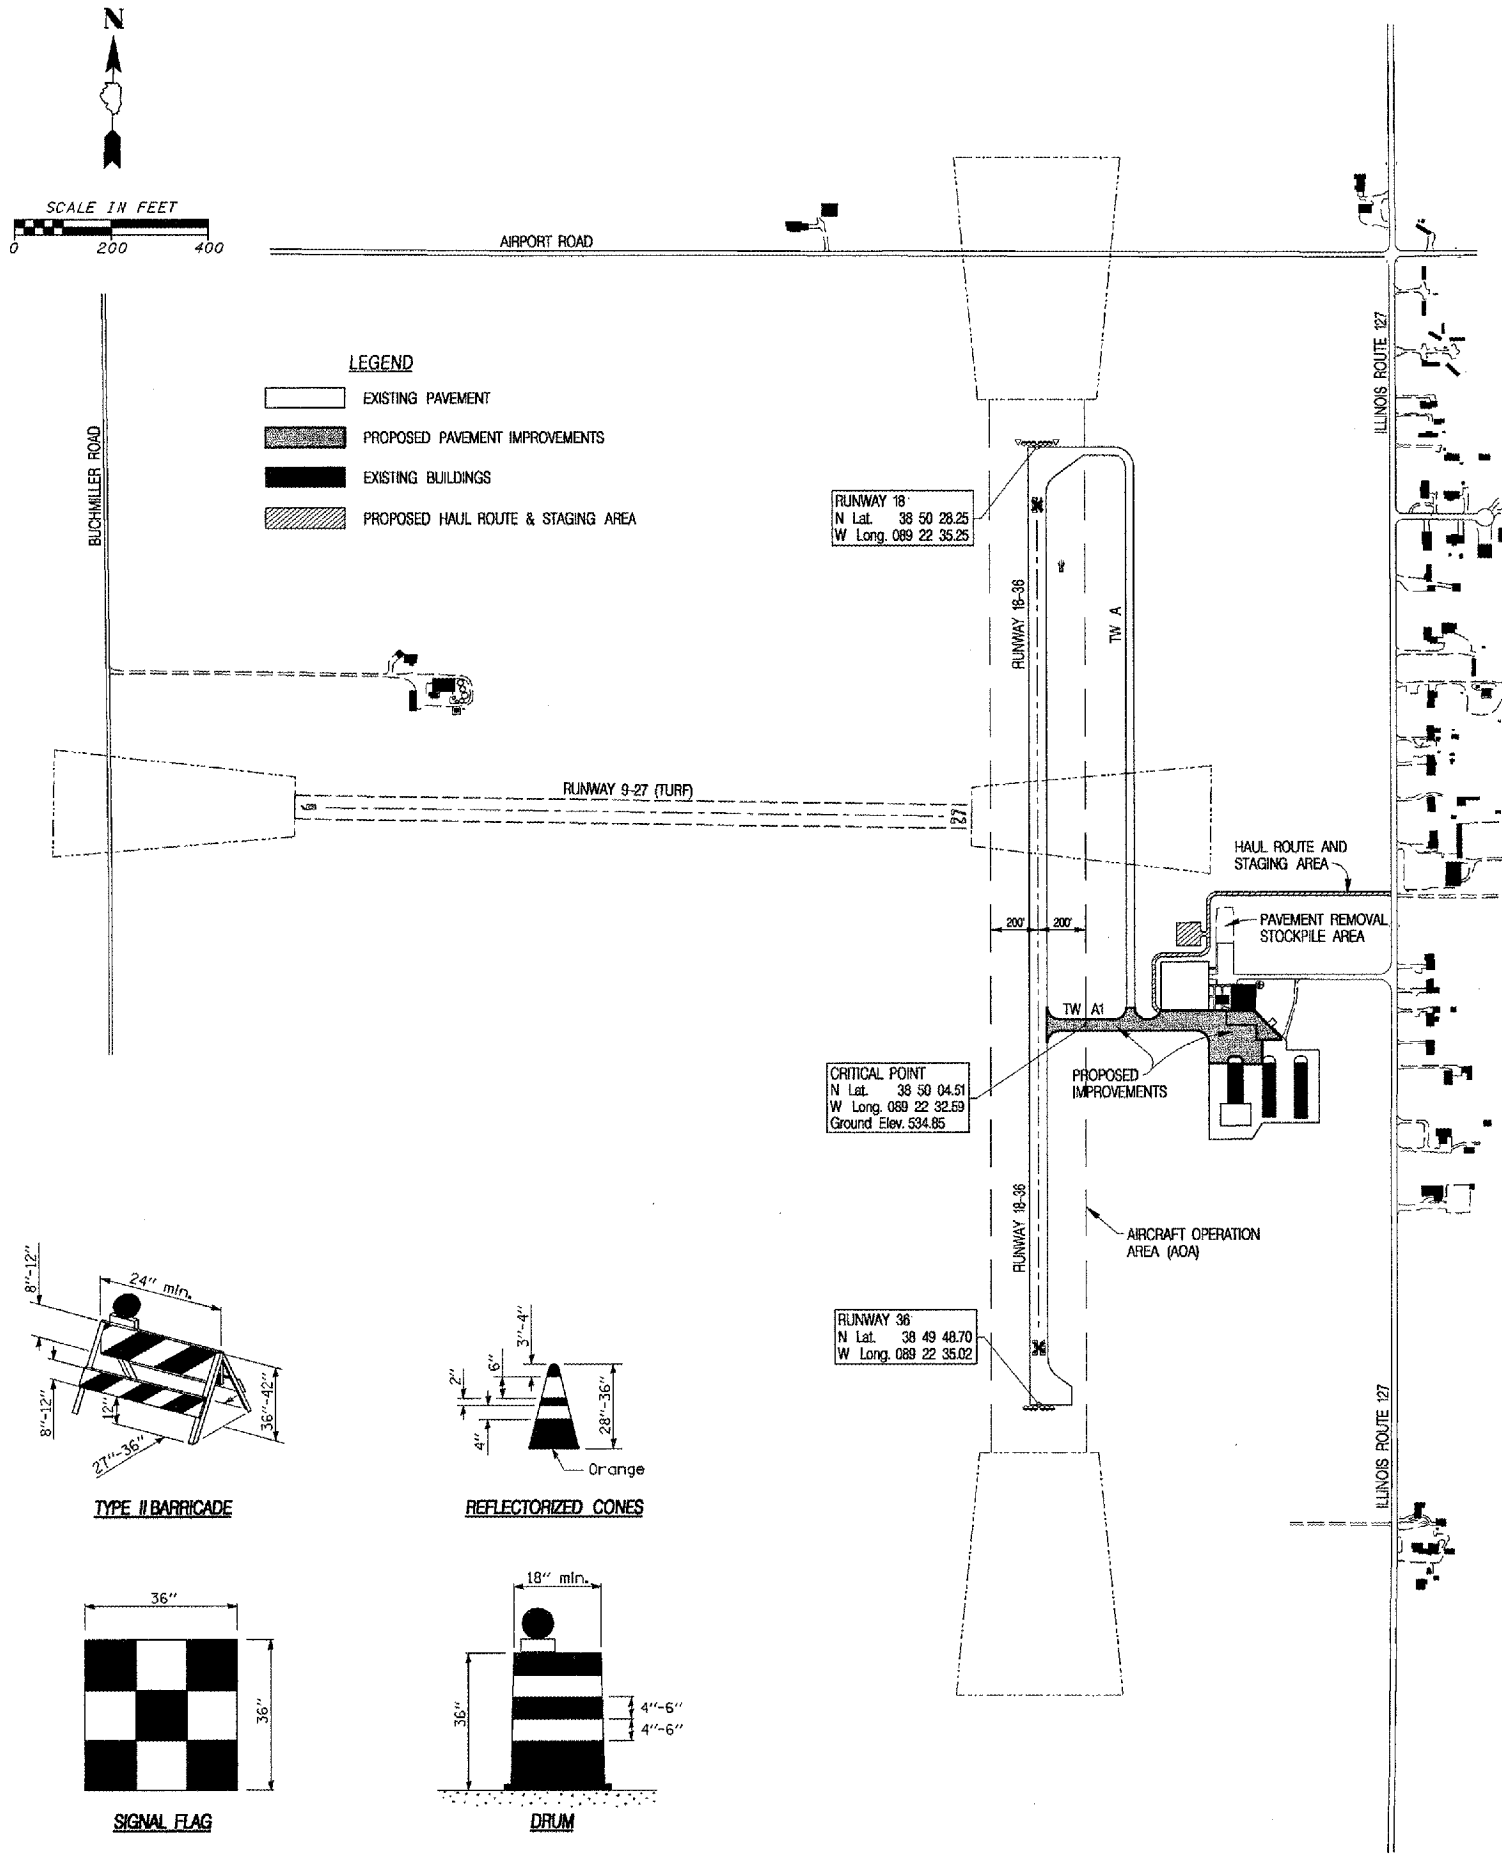 N
SCALE IN FEET
0 200 400
AIRPORT ROAD
ILLINOIS ROUTE 127
BUCHMILLER ROAD
LEGEND
EXISTING PAVEMENT
PROPOSED PAVEMENT IMPROVEMENTS
EXISTING BUILDINGS
PROPOSED HAUL ROUTE & STAGING AREA
RUNWAY 18
N Lat. 38 50 28.25
W Long. 089 22 35.25
RUNWAY 18-36
TW A
RUNWAY 9-27 (TURF)
9
27
HAUL ROUTE AND
STAGING AREA
200' 200'
PAVEMENT REMOVAL
STOCKPILE AREA
TW A1
CRITICAL POINT
N Lat. 38 50 04.51
W Long. 089 22 32.59
Ground Elev. 534.85
PROPOSED
IMPROVEMENTS
RUNWAY 18-36
AIRCRAFT OPERATION
AREA (AOA)
RUNWAY 36
N Lat. 38 49 48.70
W Long. 089 22 35.02
ILLINOIS ROUTE 127
8"-12"
24" min.
8"-12"
12"
27"-36"
36"-42"
TYPE II BARRICADE
3"-4"
6"
2"
4"
28"-36"
Orange
REFLECTORIZED CONES
36"
36"
SIGNAL FLAG
18" min.
36"
4"-6"
4"-6"
DRUM